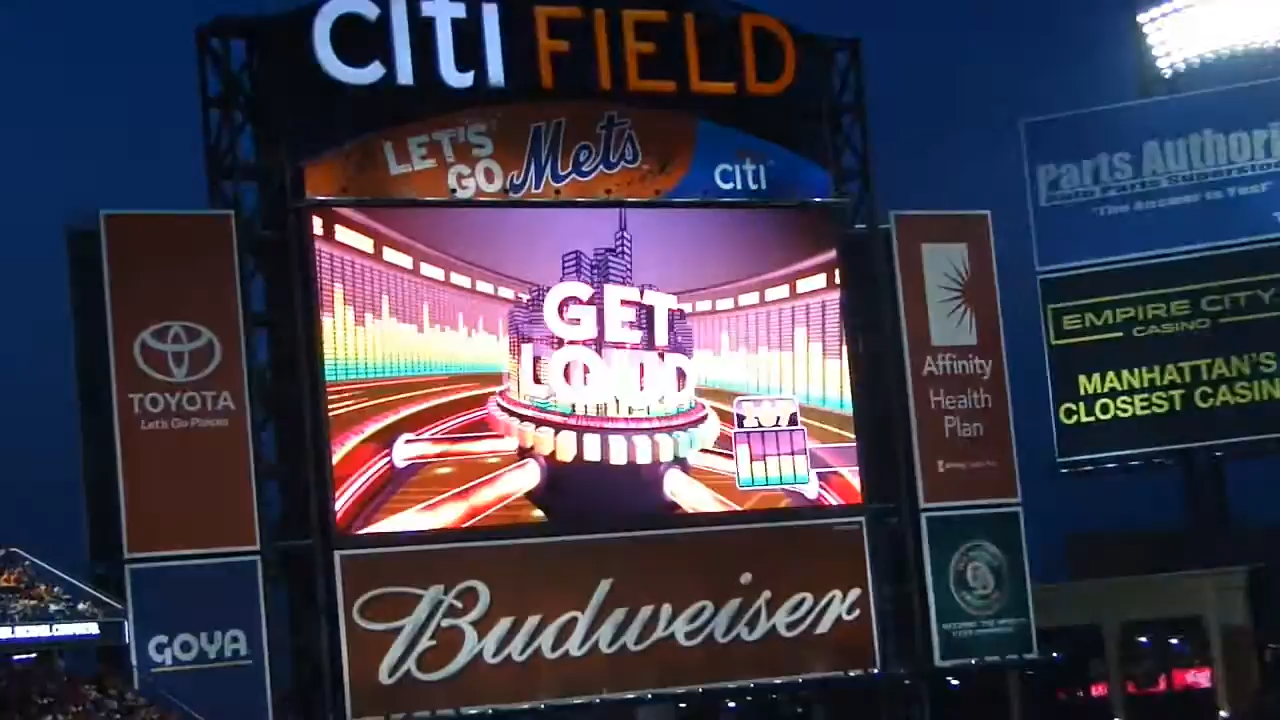 citi FIELD
LET'S
GO Mets
citi
GET
LOUD
TOYOTA
Let's Go Places
GOYA
Budweiser
Affinity
Health
Plan
Parts Authori
"The Answer Is Yes!"
EMPIRE CITY
CASINO
MANHATTAN'S
CLOSEST CASIN